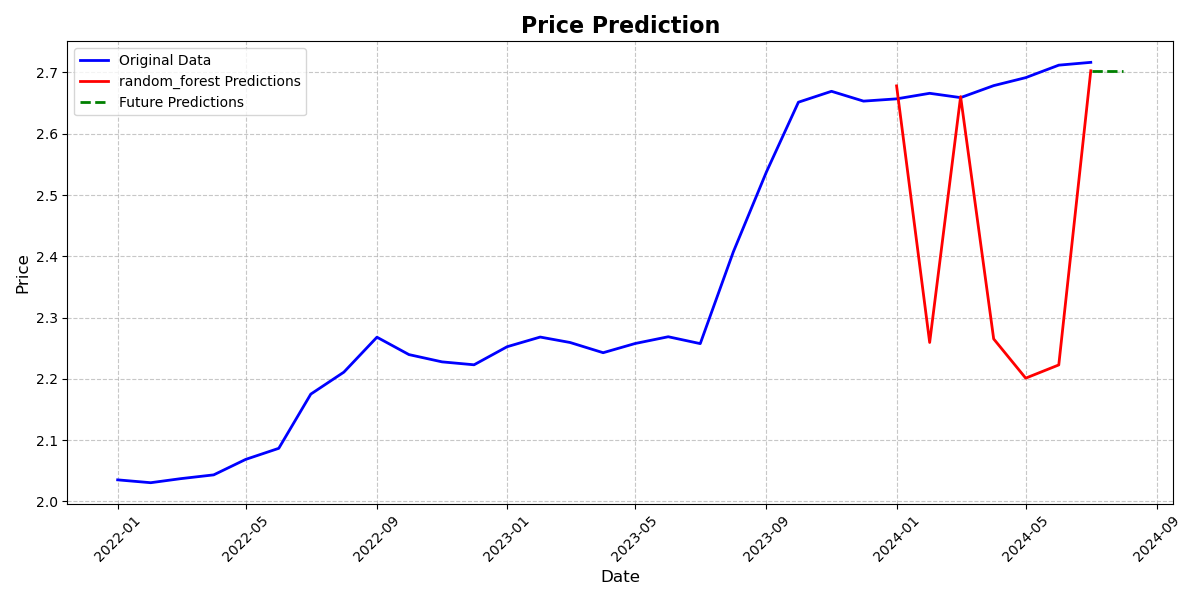 Price Prediction
Original Data
random_forest Predictions
Future Predictions
Price
2.7
2.6
2.5
2.4
2.3
2.2
2.1
2.0
2022-01
2022-05
2022-09
2023-01
2023-05
2023-09
2024-01
2024-05
2024-09
Date